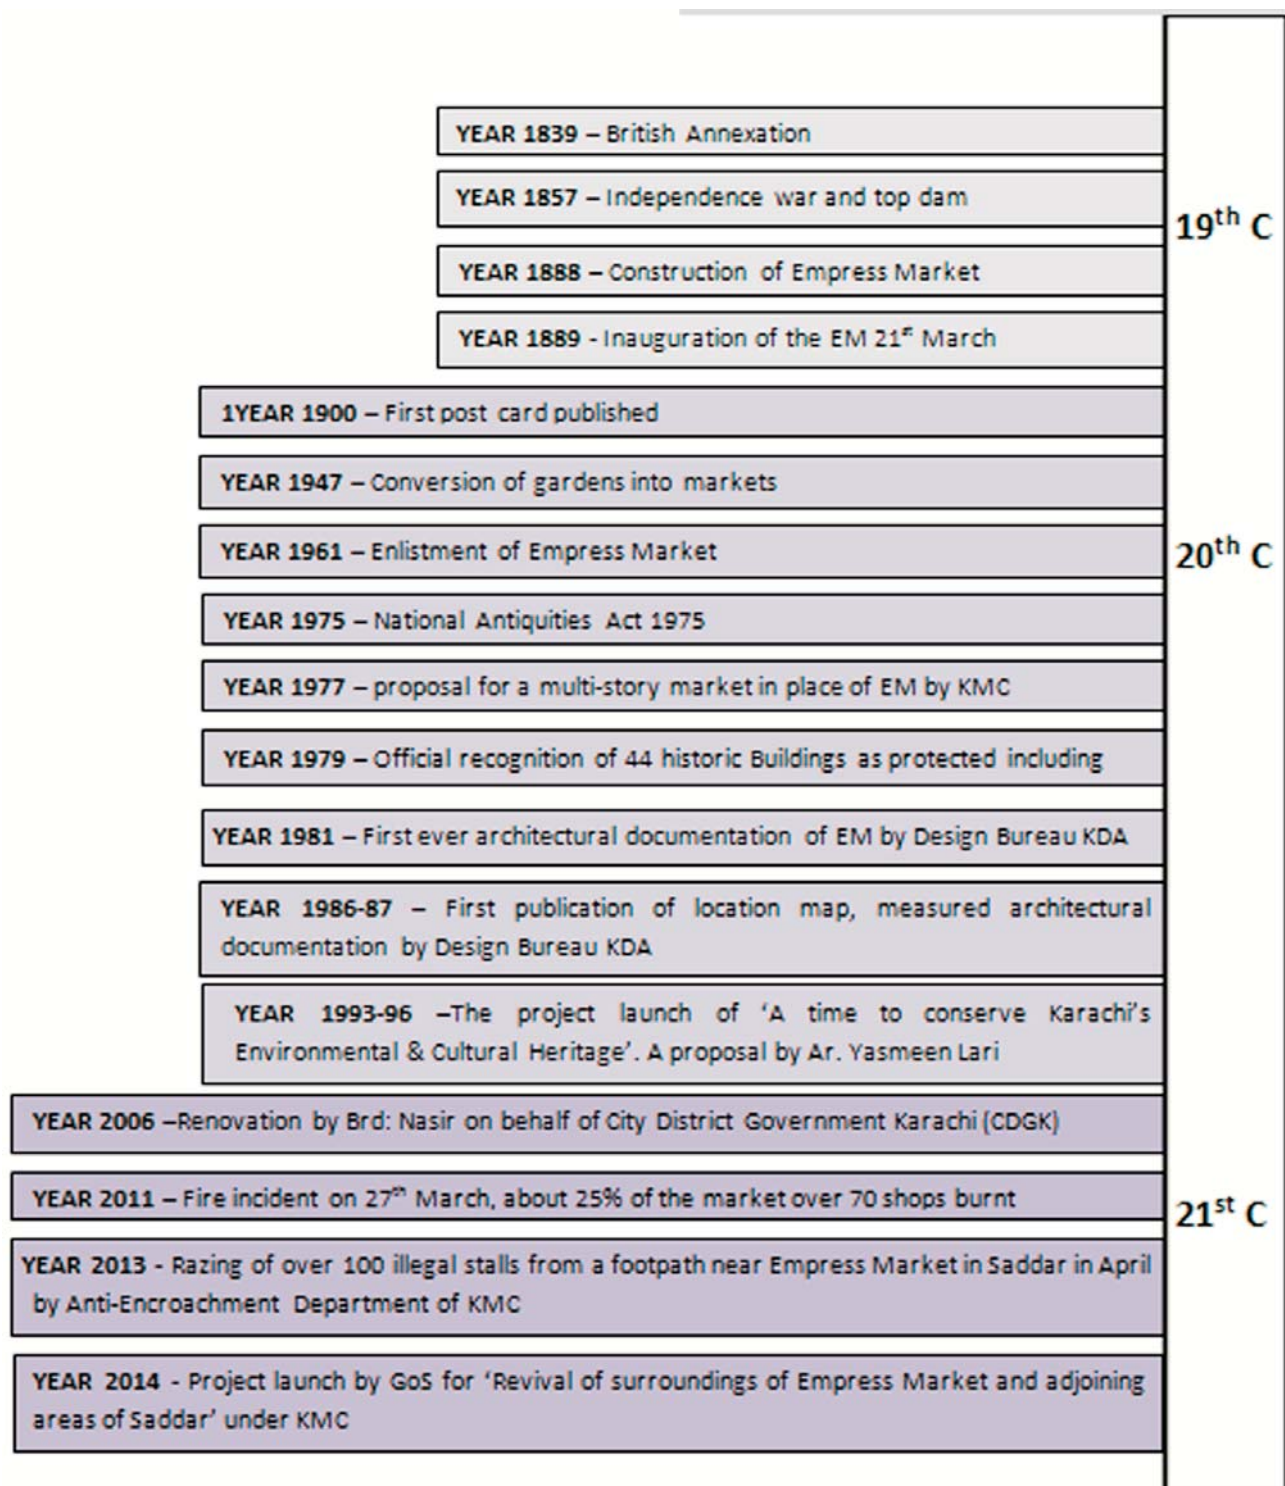 YEAR 1839 – British Annexation
YEAR 1857 – Independence war and top dam
19th C
YEAR 1888 – Construction of Empress Market
YEAR 1889 - Inauguration of the EM 21st March
1YEAR 1900 – First post card published
YEAR 1947 – Conversion of gardens into markets
YEAR 1961 – Enlistment of Empress Market
20th C
YEAR 1975 – National Antiquities Act 1975
YEAR 1977 – proposal for a multi-story market in place of EM by KMC
YEAR 1979 – Official recognition of 44 historic Buildings as protected including
YEAR 1981 – First ever architectural documentation of EM by Design Bureau KDA
YEAR 1986-87 – First publication of location map, measured architectural
documentation by Design Bureau KDA
YEAR 1993-96 –The project launch of ‘A time to conserve Karachi’s
Environmental & Cultural Heritage’. A proposal by Ar. Yasmeen Lari
YEAR 2006 –Renovation by Brd: Nasir on behalf of City District Government Karachi (CDGK)
YEAR 2011 – Fire incident on 27th March, about 25% of the market over 70 shops burnt
21st C
YEAR 2013 - Razing of over 100 illegal stalls from a footpath near Empress Market in Saddar in April
by Anti-Encroachment Department of KMC
YEAR 2014 - Project launch by GoS for ‘Revival of surroundings of Empress Market and adjoining
areas of Saddar’ under KMC